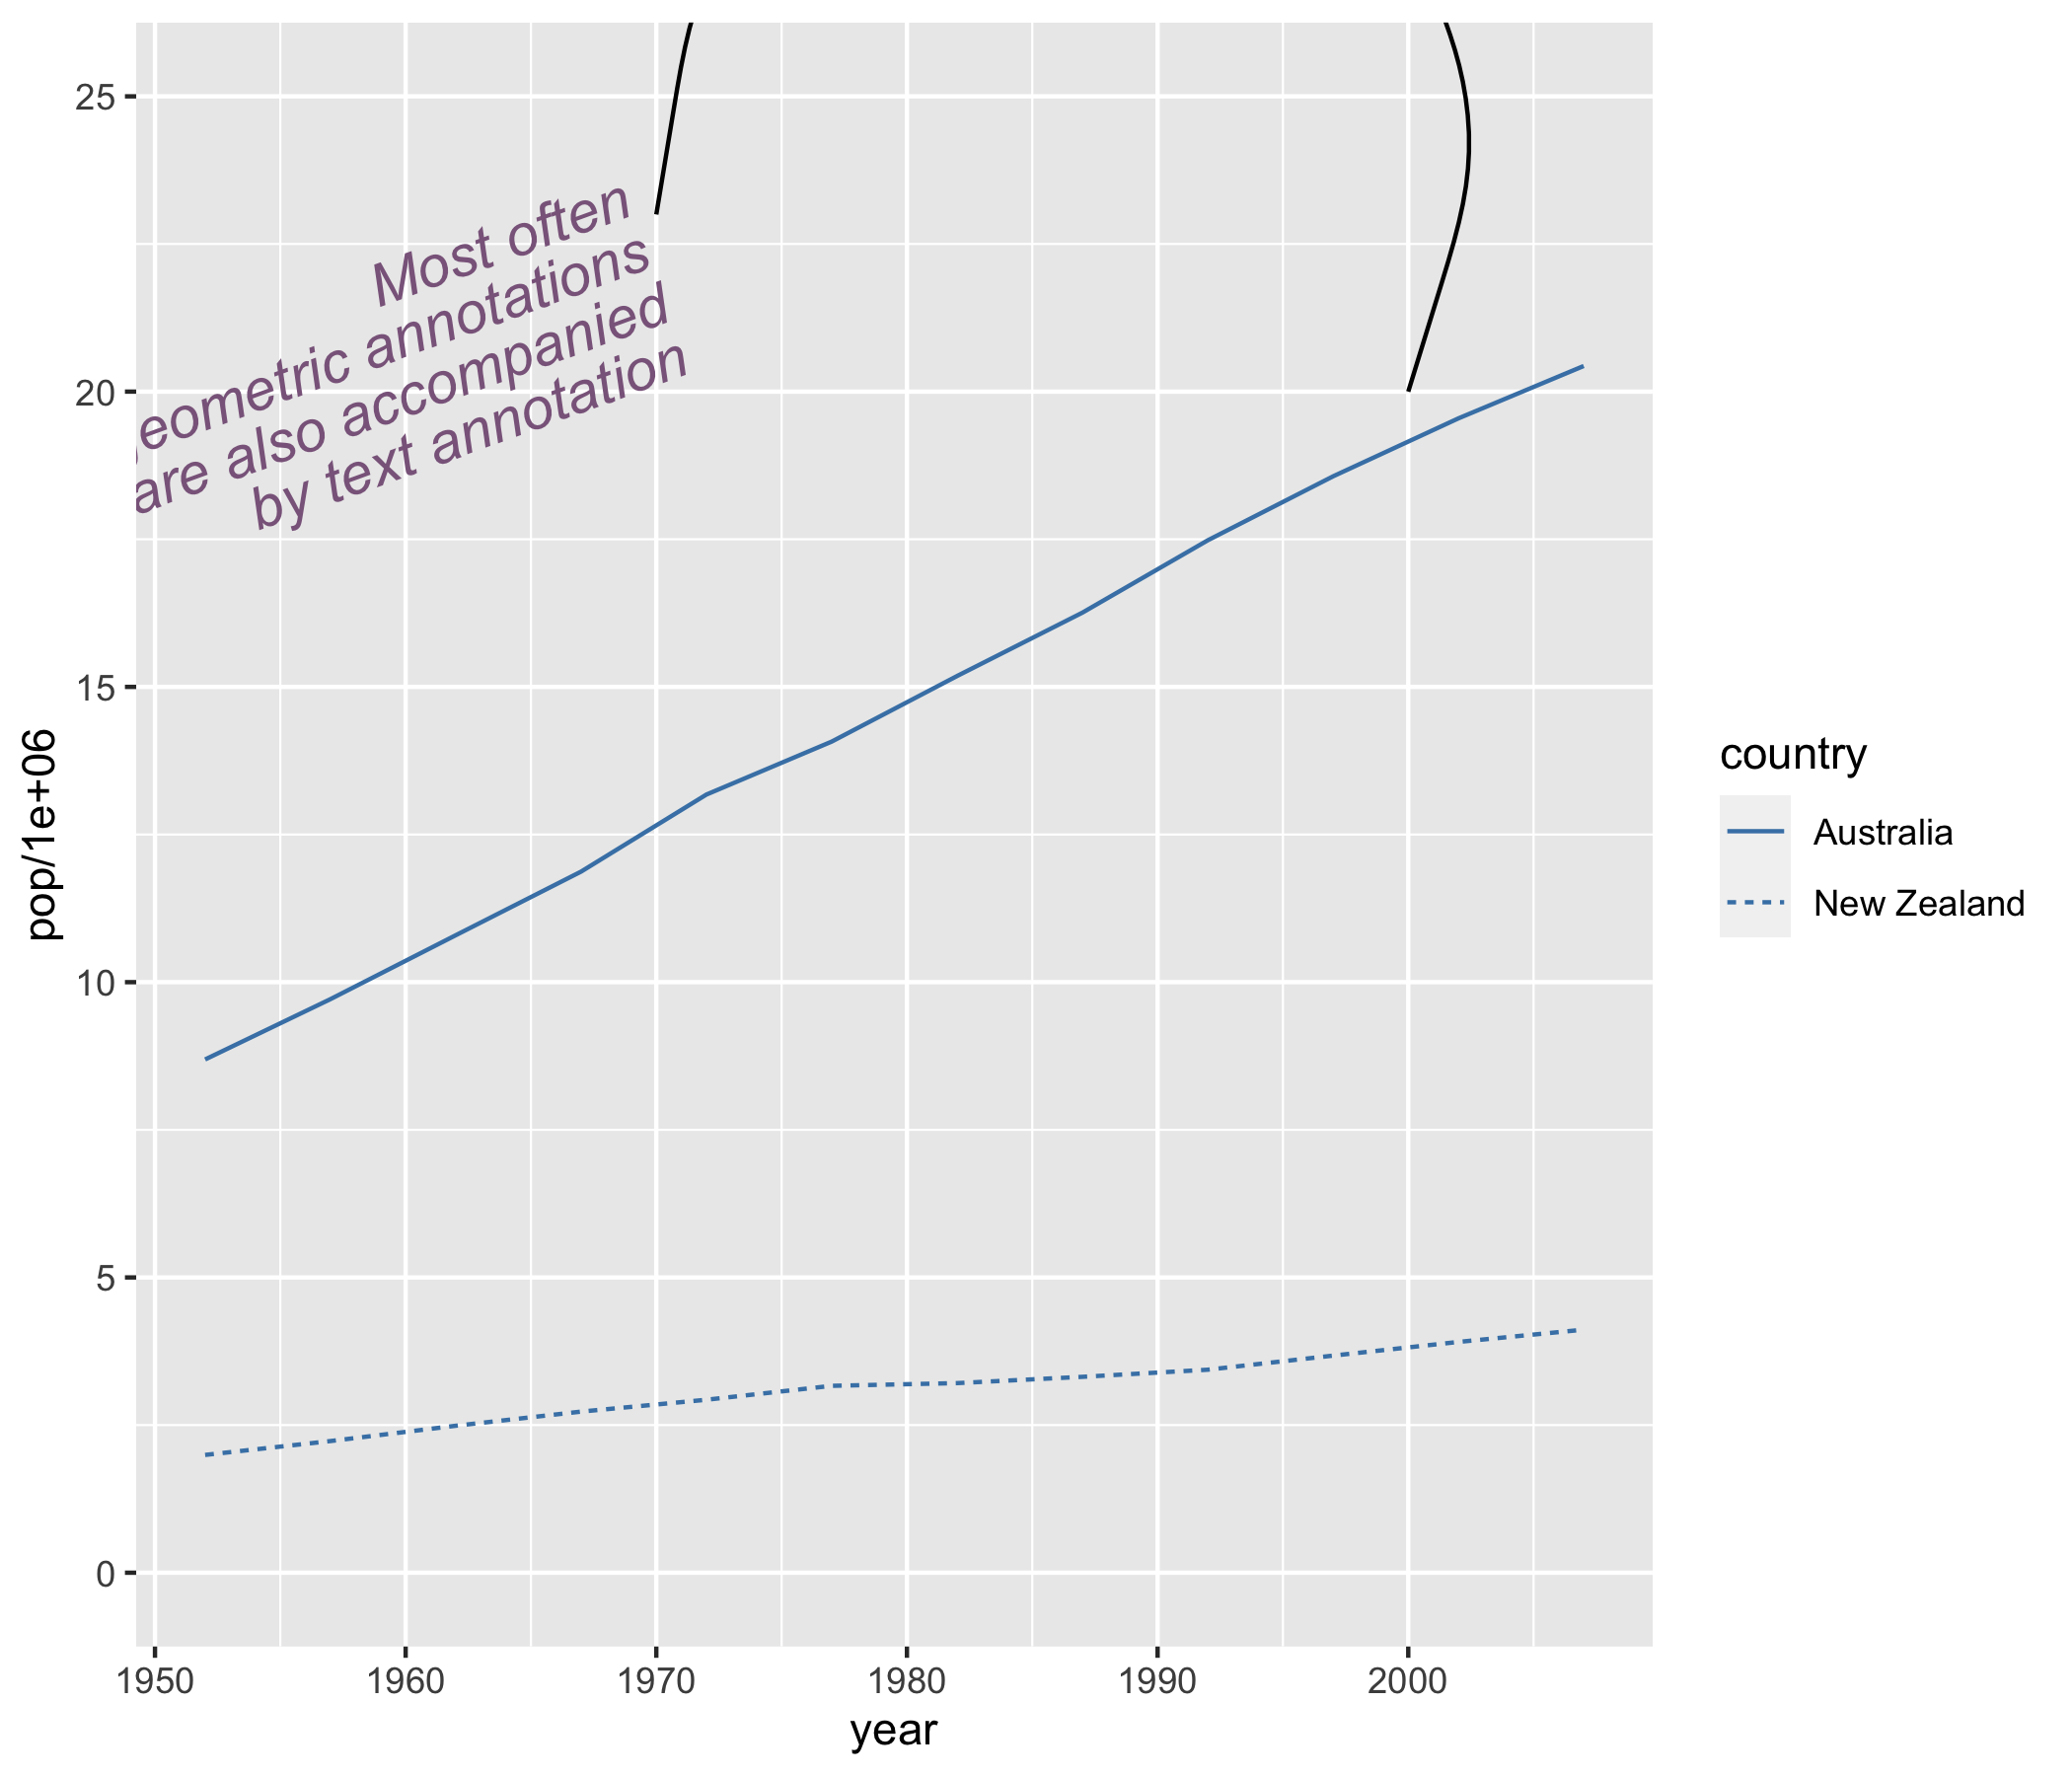 Most often
eometric annotations
are also accompanied
by text annotation
25
20
15
10
5
0
pop/1e+06
1950 1960 1970 1980 1990 2000
year
country
Australia
New Zealand